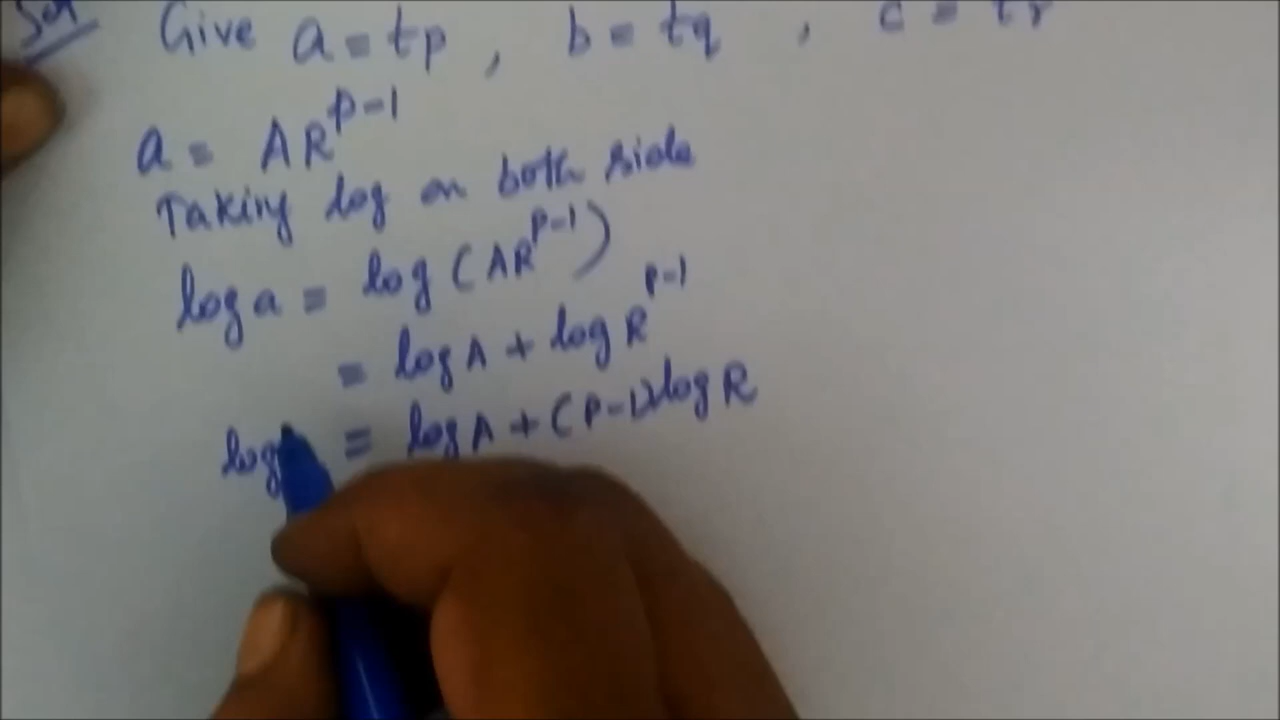 Sol Give a = tp , b = tq , c = tr
a = AR^p-1
Taking log on both side
log a = log (AR^p-1)
= log A + log R^p-1
log = log A + (P-1) log R